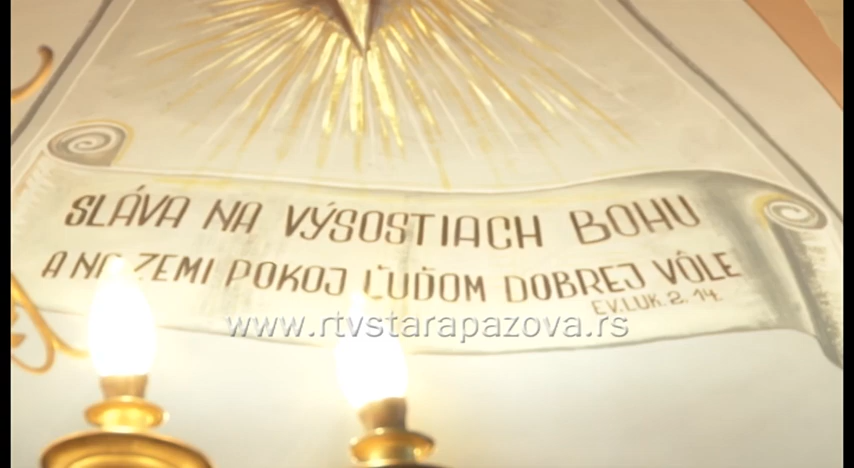 SLÁVA NA VÝSOSTIACH BOHU
A NA ZEMI POKOJ ĽUĎOM DOBREJ VÔLE
EV.LUK. 2. 14.
www.rtvstarapazova.rs